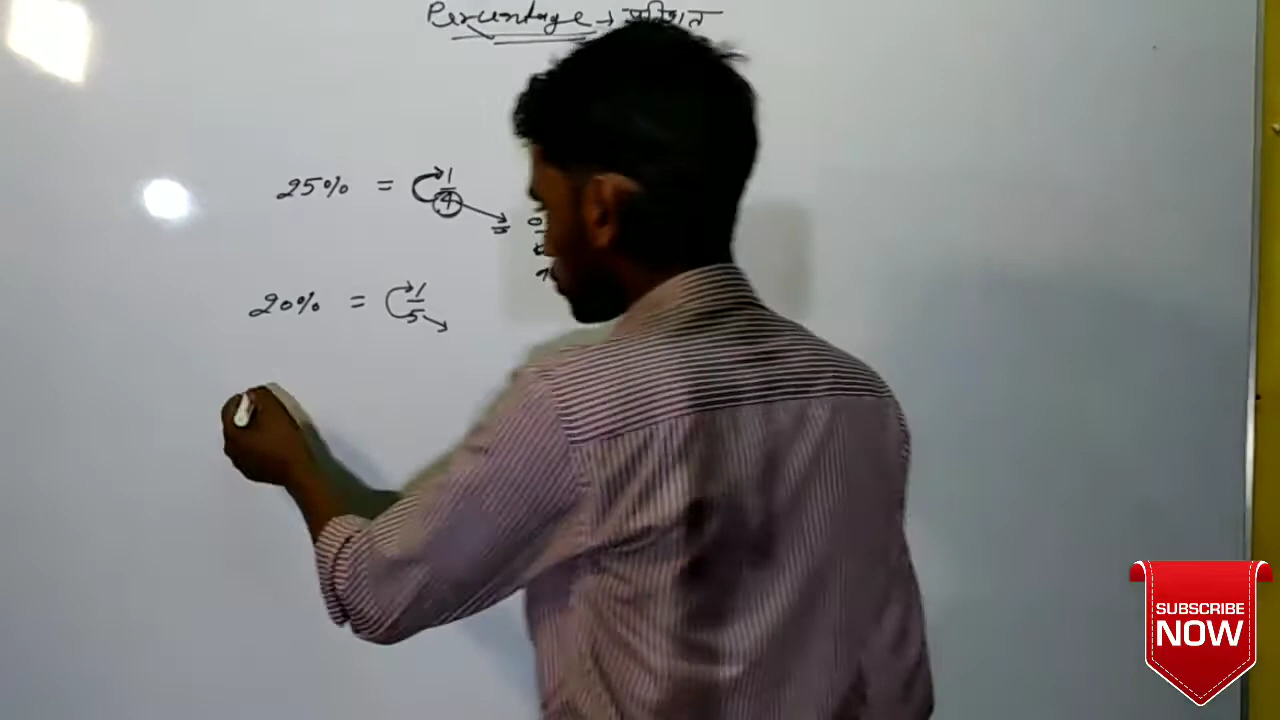 Percentage → प्रतिशत
25% = 1/4 → =
20% = 1/5 →
SUBSCRIBE
NOW